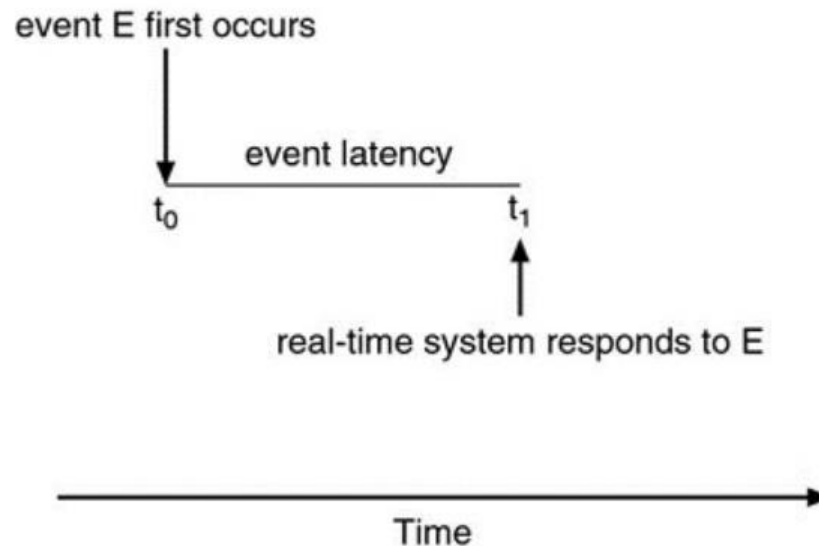 event E first occurs
event latency
t₀
t₁
real-time system responds to E
Time